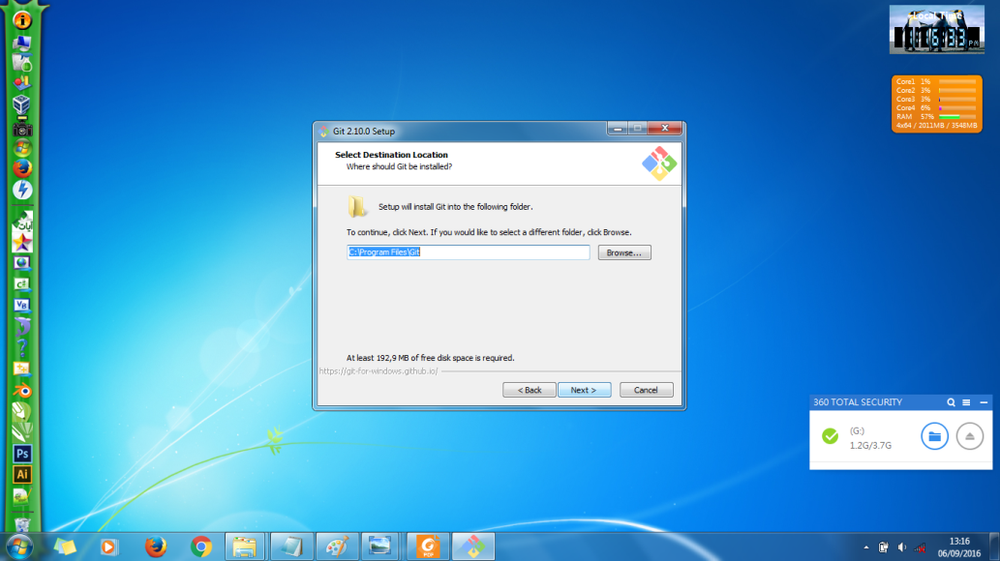 Local Time
16 33 PM
Core1 1%
Core2 3%
Core3 3%
Core4 6%
RAM 57%
4x64 / 2011MB / 3548MB
Git 2.10.0 Setup
Select Destination Location
Where should Git be installed?
Setup will install Git into the following folder.
To continue, click Next. If you would like to select a different folder, click Browse.
C:\Program Files\Git
Browse...
At least 192,9 MB of free disk space is required.
https://git-for-windows.github.io/
< Back
Next >
Cancel
360 TOTAL SECURITY
(G:)
1.2G/3.7G
C#
VB
Ps
Ai
PDF
13:16
06/09/2016